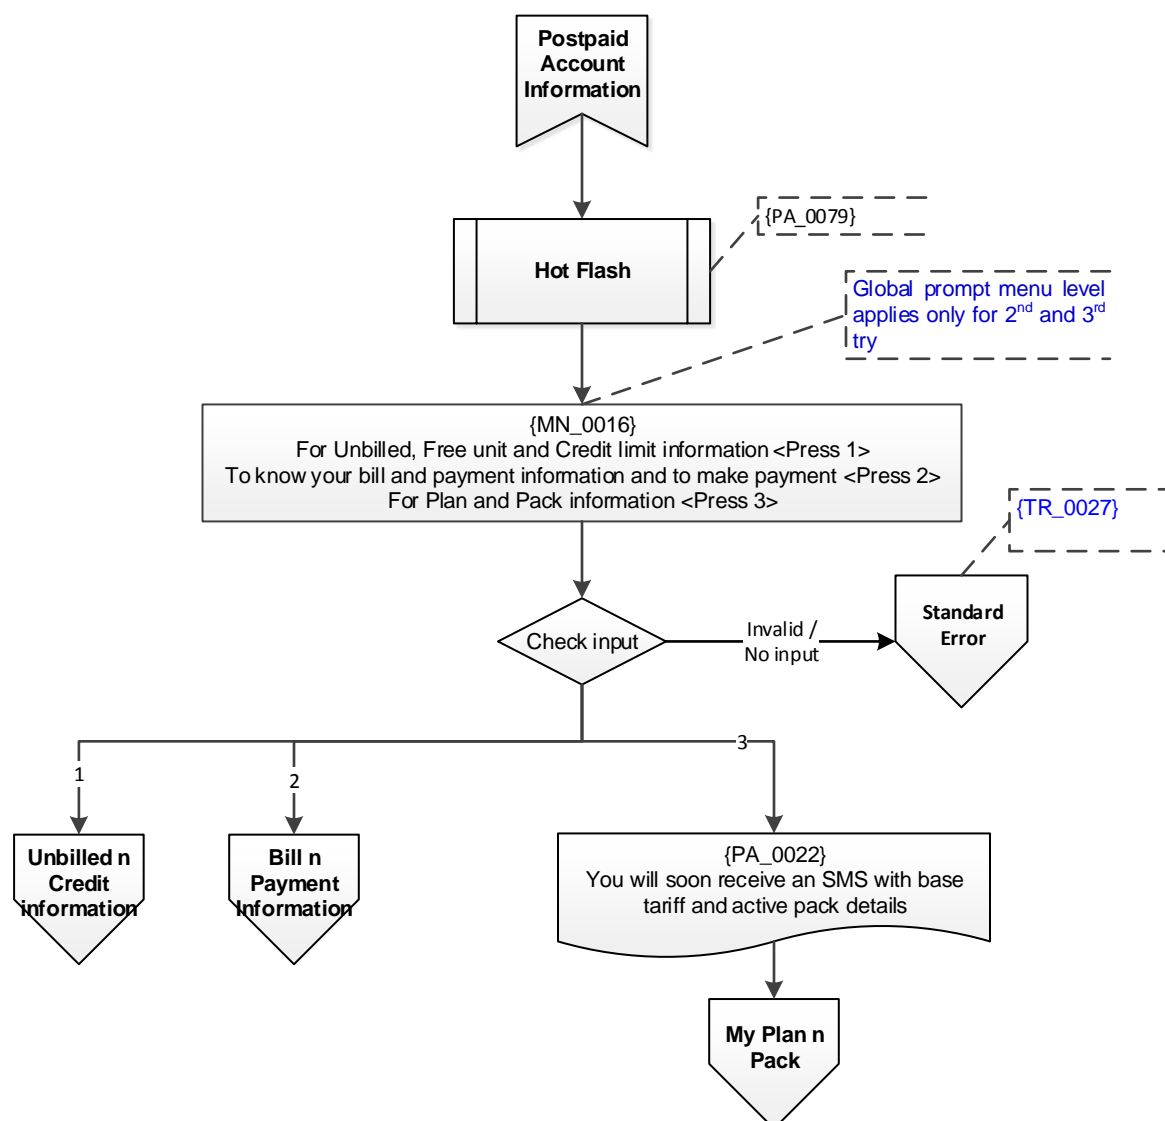 Postpaid
Account
Information
Hot Flash
{PA_0079}
Global prompt menu level
applies only for 2nd and 3rd
try
{MN_0016}
For Unbilled, Free unit and Credit limit information <Press 1>
To know your bill and payment information and to make payment <Press 2>
For Plan and Pack information <Press 3>
{TR_0027}
Check input
Invalid /
No input
Standard
Error
1
2
3
Unbilled n
Credit
information
Bill n
Payment
Information
{PA_0022}
You will soon receive an SMS with base
tariff and active pack details
My Plan n
Pack